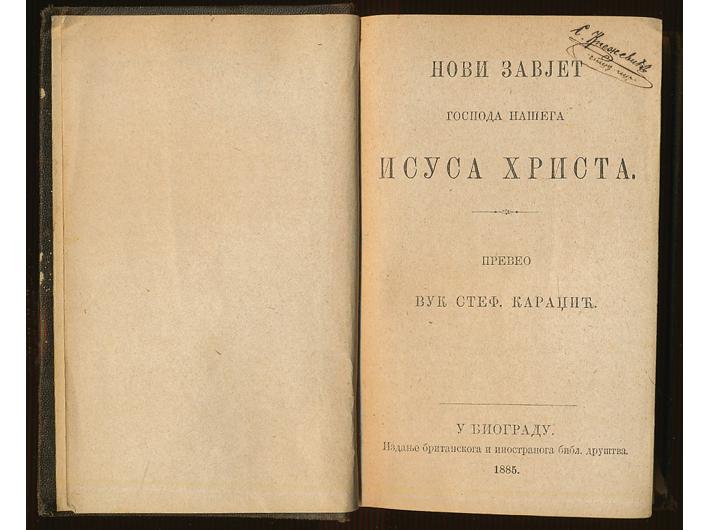 НОВИ ЗАВЈЕТ
ГОСПОДА НАШЕГА
ИСУСА ХРИСТА.
ПРЕВЕО
ВУК СТЕФ. КАРАЏИЋ.
У БИОГРАДУ.
Издање британскога и иностранога библ. друштва.
1885.